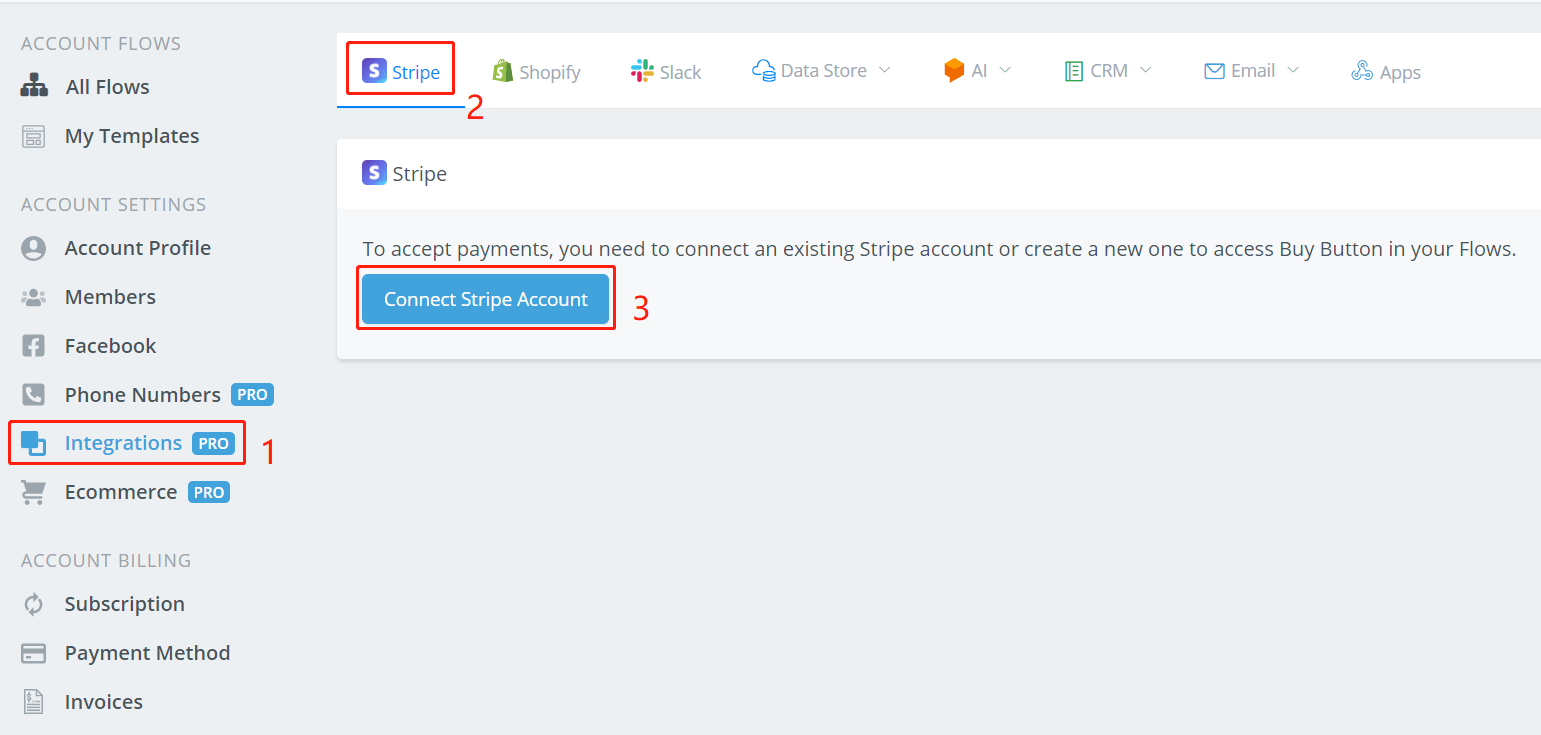 ACCOUNT FLOWS
All Flows
My Templates
ACCOUNT SETTINGS
Account Profile
Members
Facebook
Phone Numbers PRO
Integrations PRO 1
Ecommerce PRO
ACCOUNT BILLING
Subscription
Payment Method
Invoices
S Stripe Shopify Slack Data Store AI CRM Email Apps
2
S Stripe
To accept payments, you need to connect an existing Stripe account or create a new one to access Buy Button in your Flows.
Connect Stripe Account 3